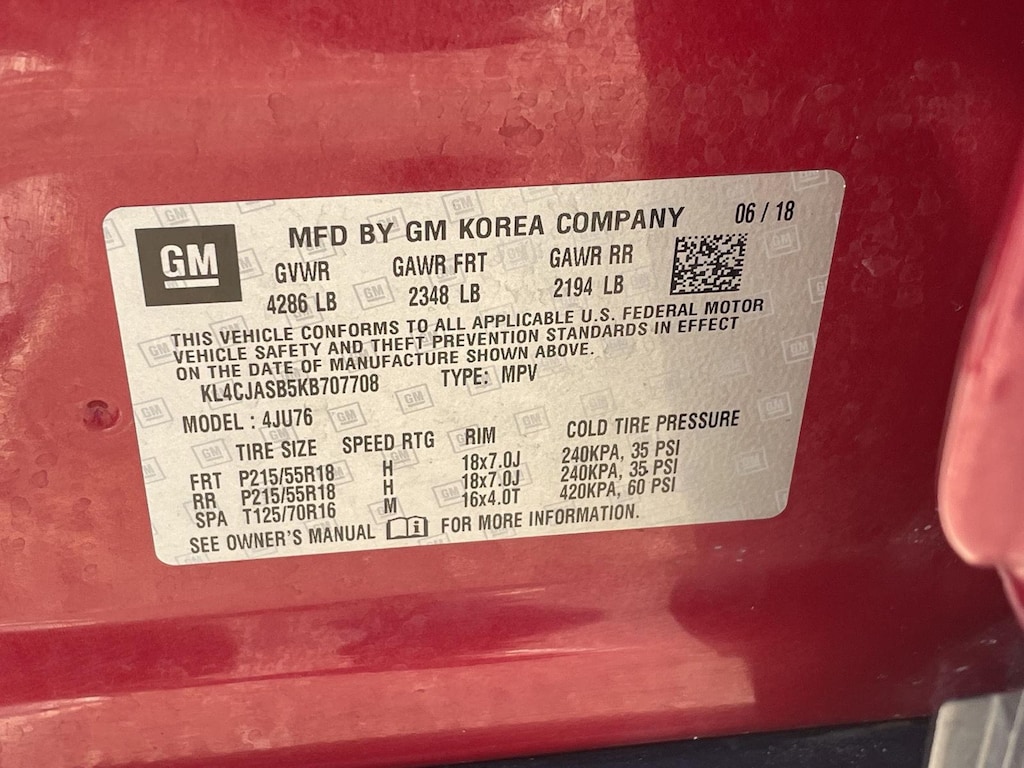 GM
MFD BY GM KOREA COMPANY 06 / 18
GVWR GAWR FRT GAWR RR
4286 LB 2348 LB 2194 LB
THIS VEHICLE CONFORMS TO ALL APPLICABLE U.S. FEDERAL MOTOR
VEHICLE SAFETY AND THEFT PREVENTION STANDARDS IN EFFECT
ON THE DATE OF MANUFACTURE SHOWN ABOVE.
KL4CJASB5KB707708 TYPE: MPV
MODEL : 4JU76
TIRE SIZE SPEED RTG RIM COLD TIRE PRESSURE
FRT P215/55R18 H 18x7.0J 240KPA, 35 PSI
RR P215/55R18 H 18x7.0J 240KPA, 35 PSI
SPA T125/70R16 M 16x4.0T 420KPA, 60 PSI
SEE OWNER'S MANUAL i FOR MORE INFORMATION.